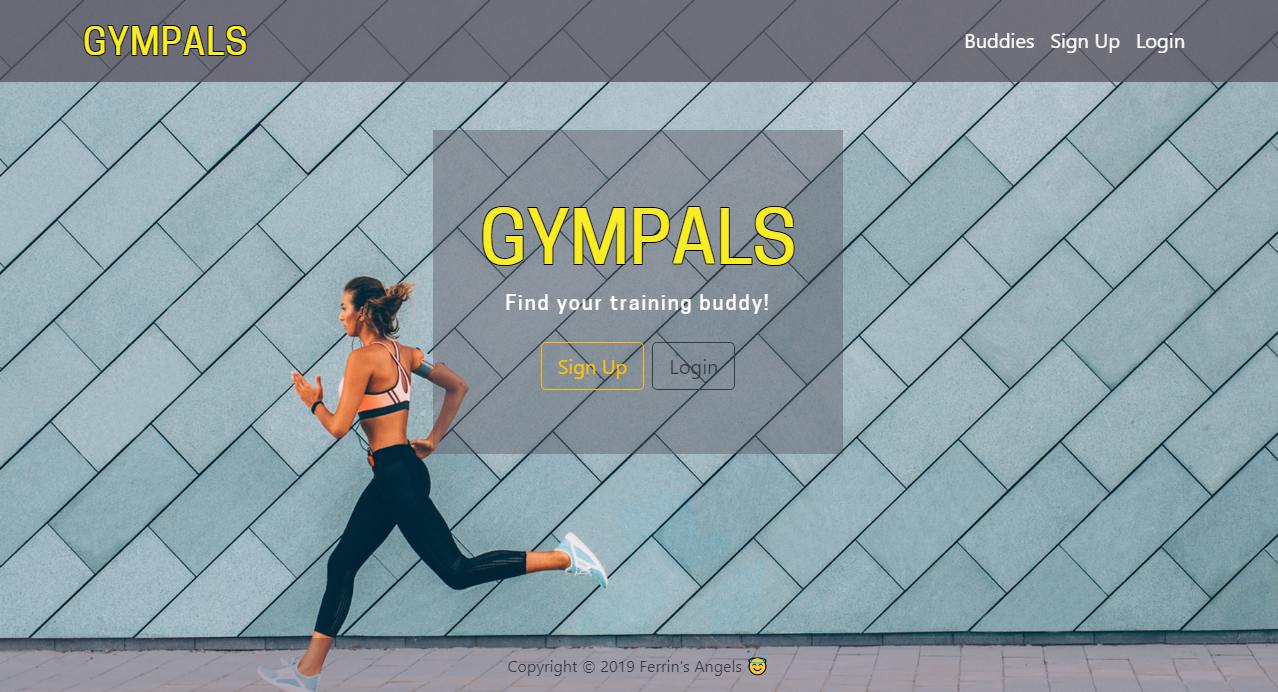 GYMPALS
Buddies Sign Up Login
GYMPALS
Find your training buddy!
Sign Up Login
Copyright © 2019 Ferrin's Angels 😇